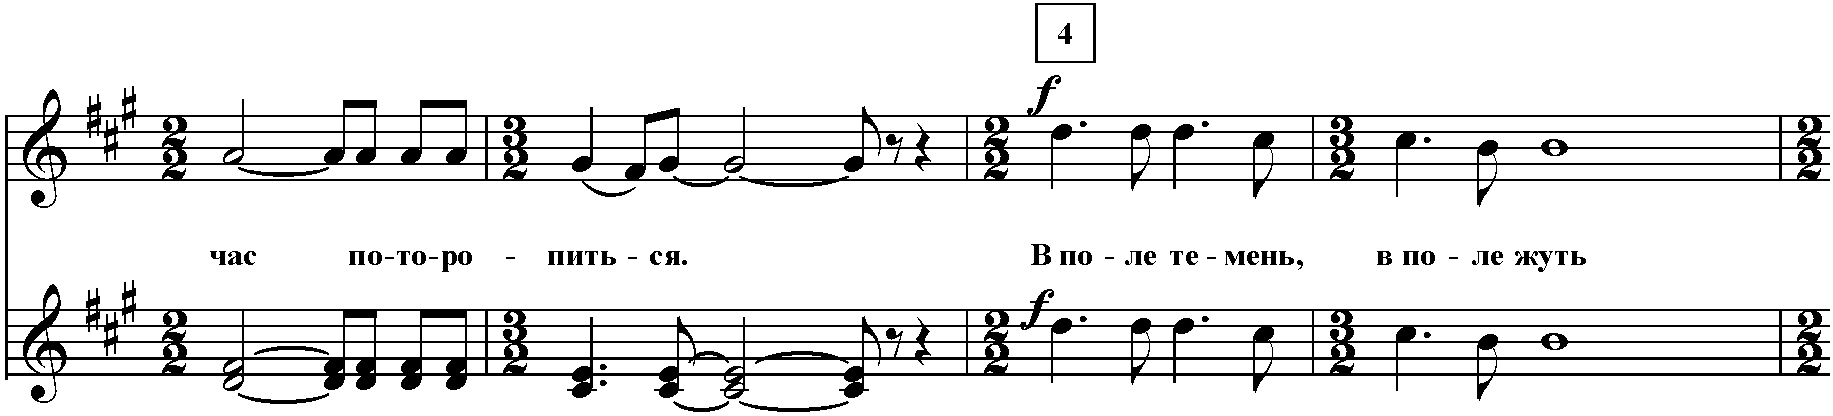 4
f
час по-то-ро - пить - ся. В по - ле те - мень, в по - ле жуть
f